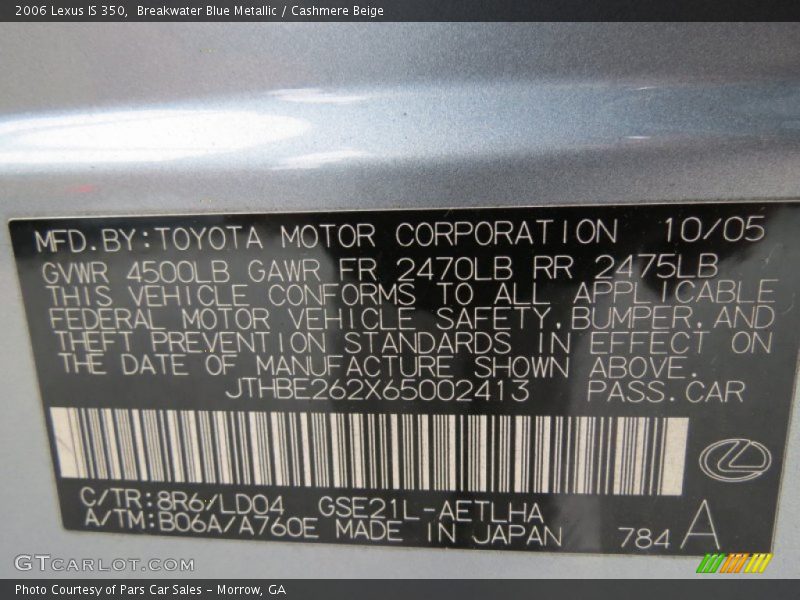 2006 Lexus IS 350,  Breakwater Blue Metallic / Cashmere Beige
MFD.BY:TOYOTA MOTOR CORPORATION 10/05
GVWR 4500LB GAWR FR 2470LB RR 2475LB
THIS VEHICLE CONFORMS TO ALL APPLICABLE
FEDERAL MOTOR VEHICLE SAFETY,BUMPER,AND
THEFT PREVENTION STANDARDS IN EFFECT ON
THE DATE OF MANUFACTURE SHOWN ABOVE.
JTHBE262X65002413 PASS.CAR
C/TR:8R6/LD04 GSE21L-AETLHA
A/TM:B06A/A760E MADE IN JAPAN 784 A
GTCARLOT.COM
Photo Courtesy of Pars Car Sales - Morrow, GA